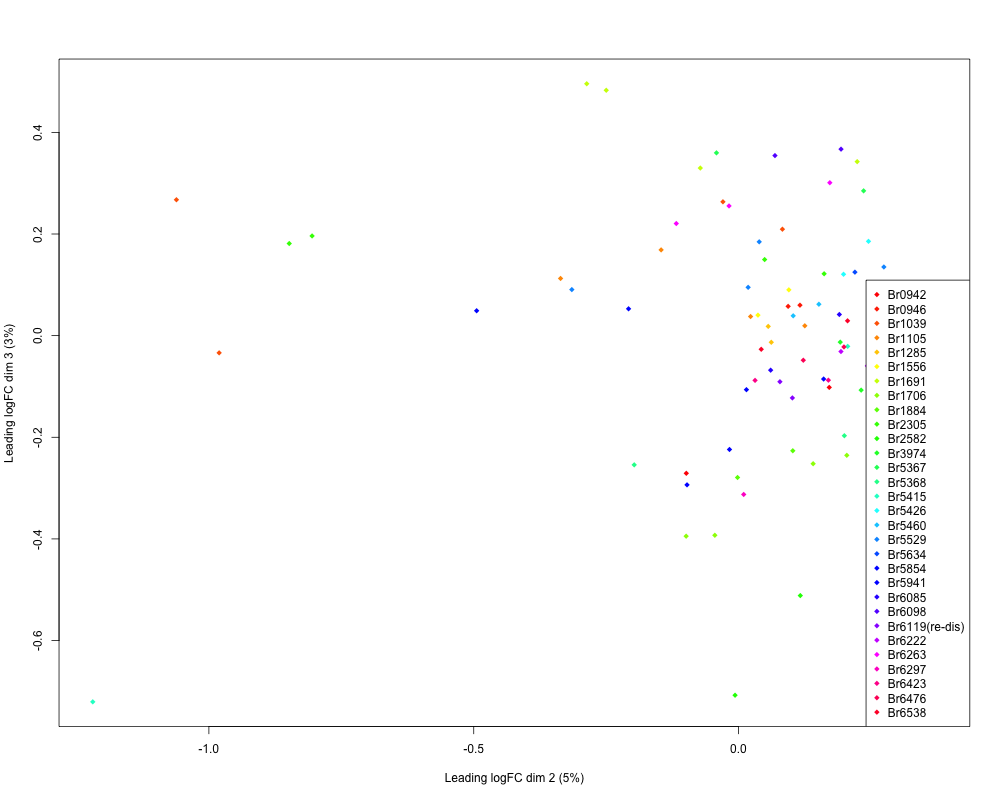 Leading logFC dim 3 (3%)
0.4
0.2
0.0
-0.2
-0.4
-0.6
Br0942
Br0946
Br1039
Br1105
Br1285
Br1556
Br1691
Br1706
Br1884
Br2305
Br2582
Br3974
Br5367
Br5368
Br5415
Br5426
Br5460
Br5529
Br5634
Br5854
Br5941
Br6085
Br6098
Br6119(re-dis)
Br6222
Br6263
Br6297
Br6423
Br6476
Br6538
-1.0
-0.5
0.0
Leading logFC dim 2 (5%)